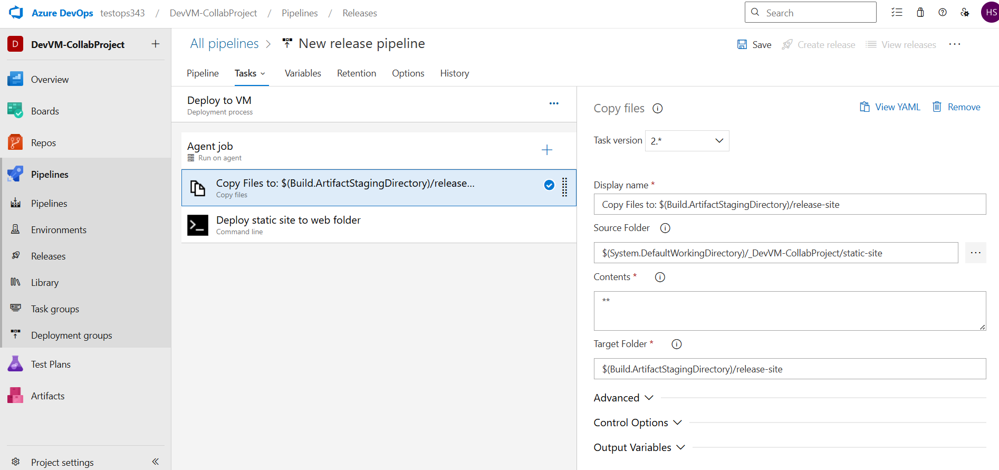 Azure DevOps testops343 / DevVM-CollabProject / Pipelines / Releases
Search
HS
D DevVM-CollabProject
Overview
Boards
Repos
Pipelines
Pipelines
Environments
Releases
Library
Task groups
Deployment groups
Test Plans
Artifacts
Project settings
All pipelines > New release pipeline
Save Create release View releases ...
Pipeline Tasks Variables Retention Options History
Deploy to VM
Deployment process
Agent job
Run on agent
Copy Files to: $(Build.ArtifactStagingDirectory)/release...
Copy files
Deploy static site to web folder
Command line
Copy files
View YAML Remove
Task version 2.*
Display name *
Copy Files to: $(Build.ArtifactStagingDirectory)/release-site
Source Folder
$(System.DefaultWorkingDirectory)/_DevVM-CollabProject/static-site
Contents *
**
Target Folder *
$(Build.ArtifactStagingDirectory)/release-site
Advanced
Control Options
Output Variables